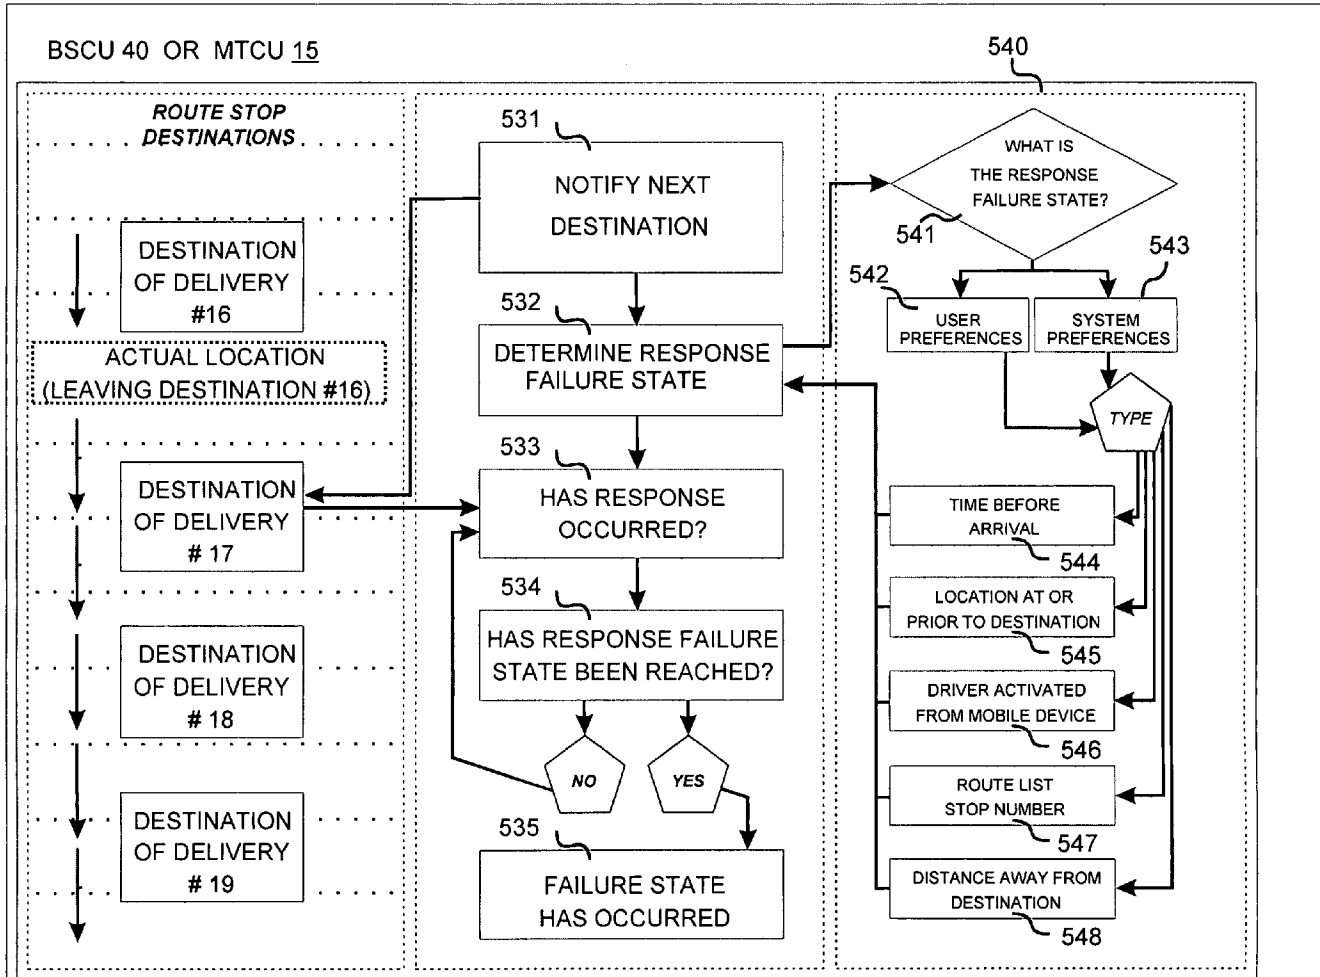 BSCU 40 OR MTCU 15
ROUTE STOP
DESTINATIONS
DESTINATION
OF DELIVERY
#16
ACTUAL LOCATION
(LEAVING DESTINATION #16)
DESTINATION
OF DELIVERY
# 17
DESTINATION
OF DELIVERY
# 18
DESTINATION
OF DELIVERY
# 19
531
NOTIFY NEXT
DESTINATION
532
DETERMINE RESPONSE
FAILURE STATE
533
HAS RESPONSE
OCCURRED?
534
HAS RESPONSE FAILURE
STATE BEEN REACHED?
NO
YES
535
FAILURE STATE
HAS OCCURRED
540
WHAT IS
THE RESPONSE
FAILURE STATE?
541
542
543
USER
PREFERENCES
SYSTEM
PREFERENCES
TYPE
TIME BEFORE
ARRIVAL
544
LOCATION AT OR
PRIOR TO DESTINATION
545
DRIVER ACTIVATED
FROM MOBILE DEVICE
546
ROUTE LIST
STOP NUMBER
547
DISTANCE AWAY FROM
DESTINATION
548